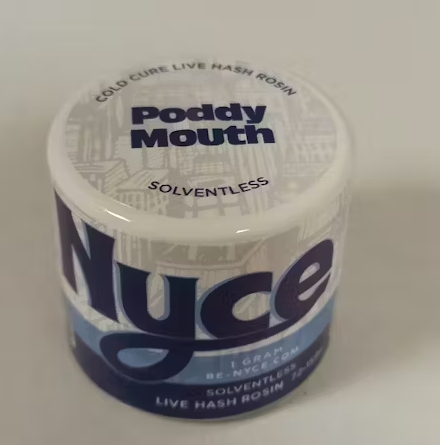 COLD CURE LIVE HASH ROSIN
Poddy
Mouth
SOLVENTLESS
Nyce
1 GRAM
BE-NYCE.COM
SOLVENTLESS
LIVE HASH ROSIN